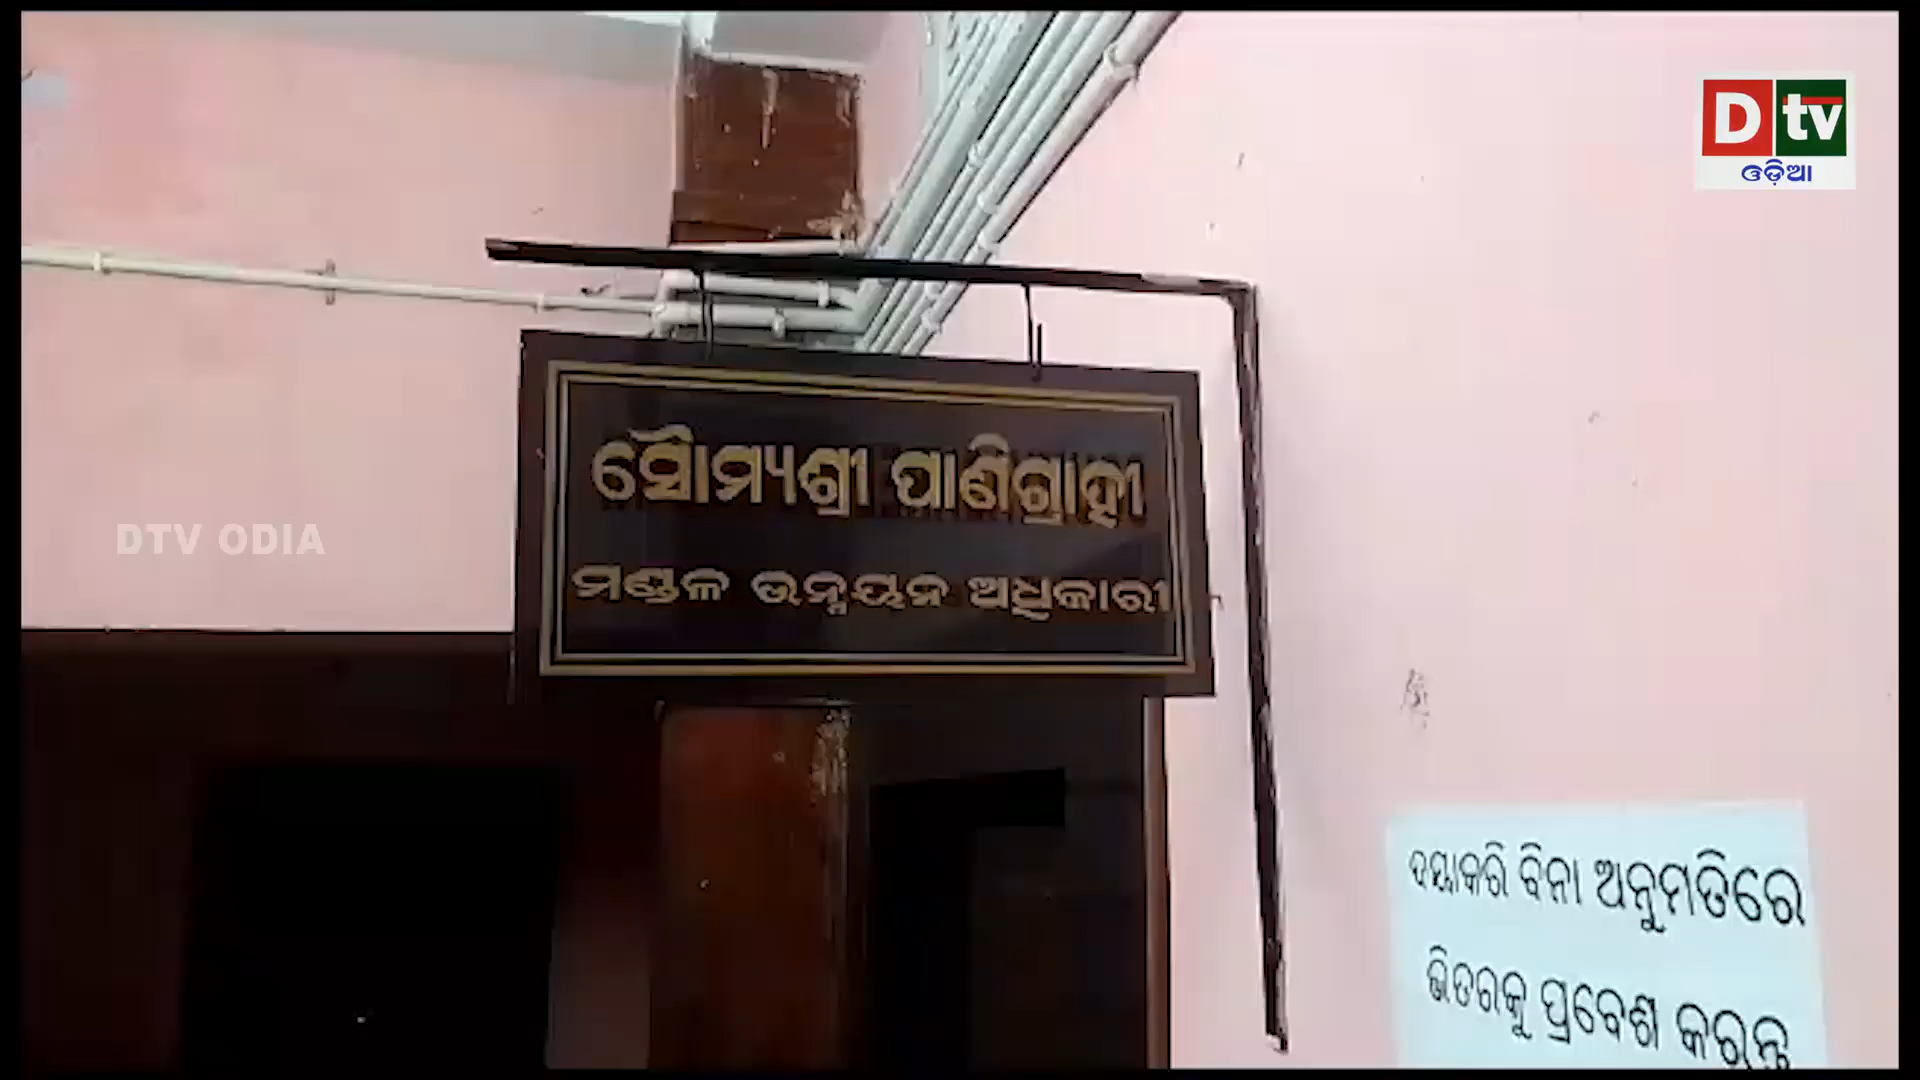 D tv
ଓଡ଼ିଆ
ସୌମ୍ୟଶ୍ରୀ ପାଣିଗ୍ରାହୀ
DTV ODIA
ମଣ୍ଡଳ ଉନ୍ନୟନ ଅଧିକାରୀ
ଦୟାକରି ବିନା ଅନୁମତିରେ
ଭିତରକୁ ପ୍ରବେଶ କରନ୍ତୁ